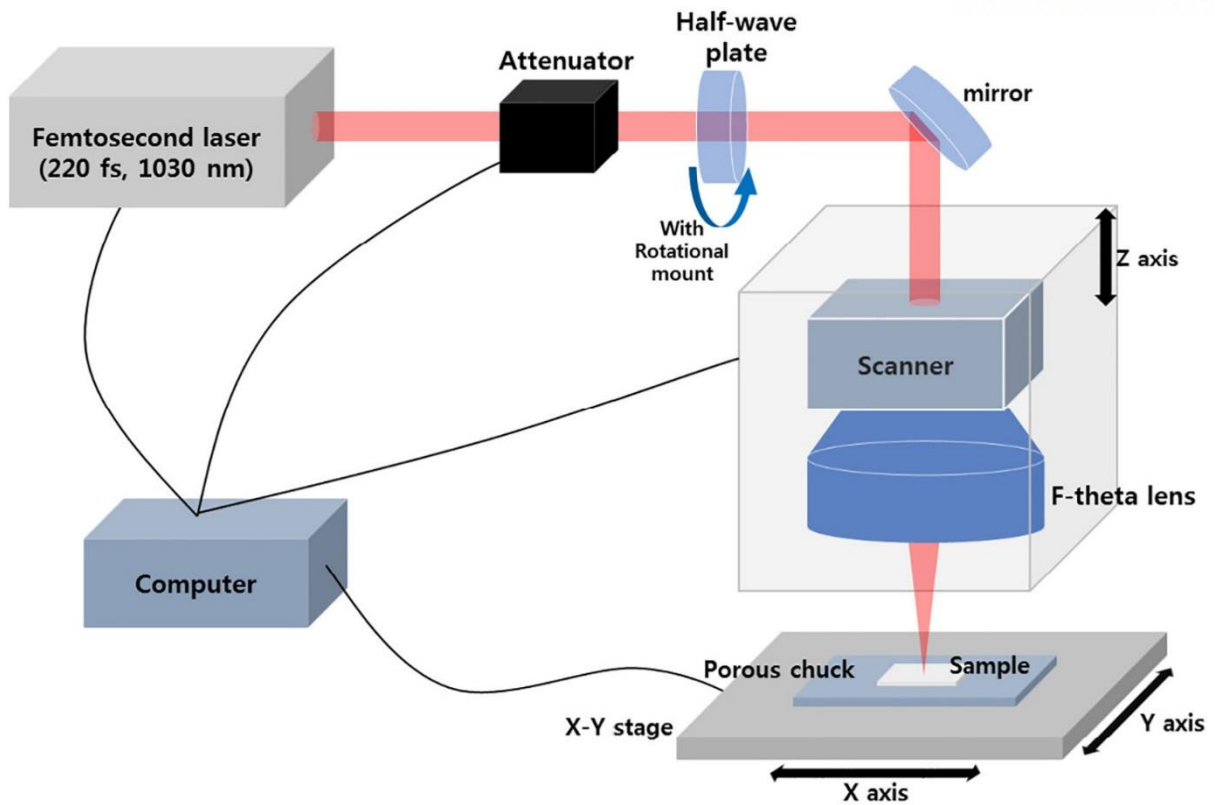 Half-wave
plate
Attenuator
mirror
Femtosecond laser
(220 fs, 1030 nm)
With
Rotational
mount
Z axis
Scanner
F-theta lens
Computer
Porous chuck
Sample
X-Y stage
Y axis
X axis